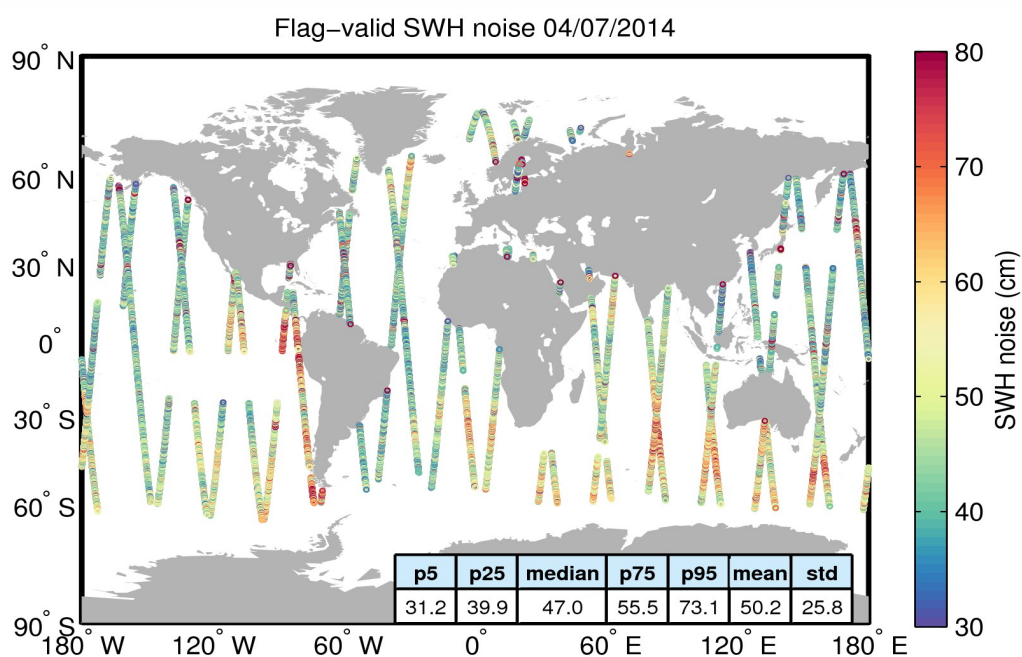 Flag−valid SWH noise 04/07/2014
90° N
60° N
30° N
0°
30° S
60° S
90° S
180° W
120° W
60° W
0°
60° E
120° E
180° E
80
70
60
50
40
30
SWH noise (cm)
p5 p25 median p75 p95 mean std
31.2 39.9 47.0 55.5 73.1 50.2 25.8